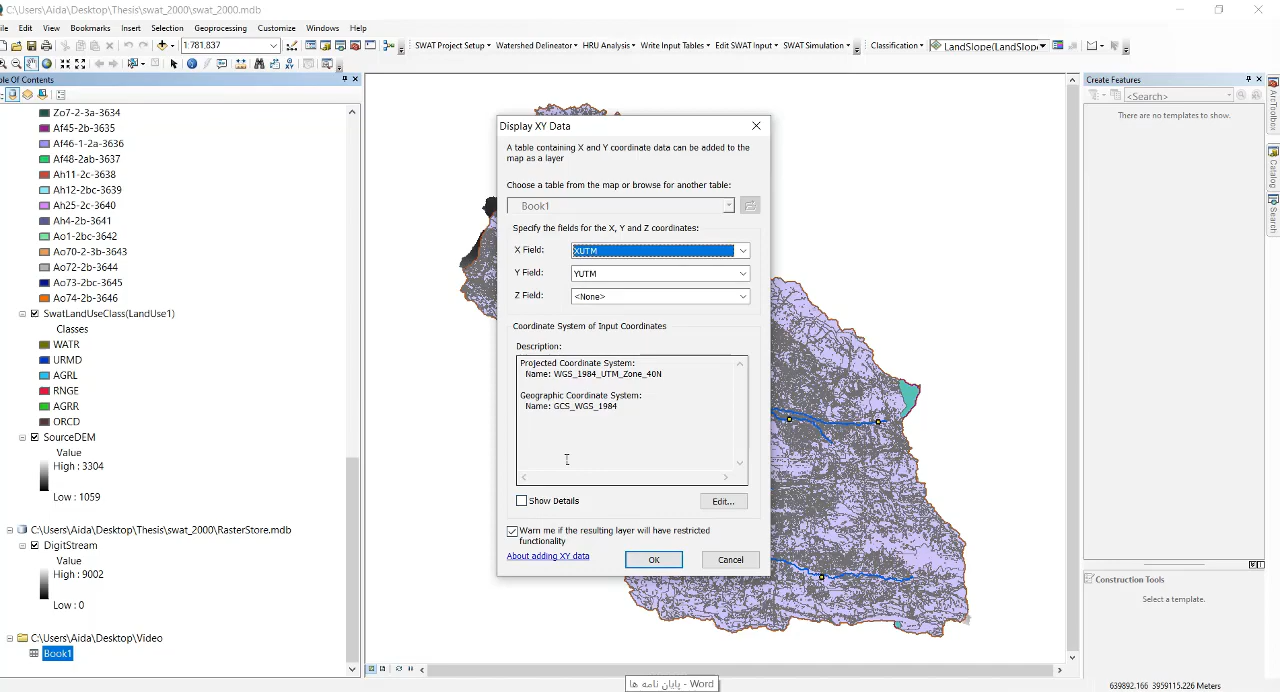 C:\Users\Aida\Desktop\Thesis\swat_2000\swat_2000.mdb
Edit View Bookmarks Insert Selection Geoprocessing Customize Windows Help
1:781,837
SWAT Project Setup Watershed Delineator HRU Analysis Write Input Tables Edit SWAT Input SWAT Simulation Classification LandSlope(LandSlop
Zo7-2-3a-3634
Af45-2b-3635
Af46-1-2a-3636
Af48-2ab-3637
Ah11-2c-3638
Ah12-2bc-3639
Ah25-2c-3640
Ah4-2b-3641
Ao1-2bc-3642
Ao70-2-3b-3643
Ao72-2b-3644
Ao73-2bc-3645
Ao74-2b-3646
SwatLandUseClass(LandUse1)
Classes
WATR
URMD
AGRL
RNGE
AGRR
ORCD
SourceDEM
Value
High : 3304
Low : 1059
C:\Users\Aida\Desktop\Thesis\swat_2000\RasterStore.mdb
DigitStream
Value
High : 9002
Low : 0
C:\Users\Aida\Desktop\Video
Book1
Display XY Data
A table containing X and Y coordinate data can be added to the
map as a layer
Choose a table from the map or browse for another table:
Book1
Specify the fields for the X, Y and Z coordinates:
X Field: XUTM
Y Field: YUTM
Z Field: <None>
Coordinate System of Input Coordinates
Description:
Projected Coordinate System:
Name: WGS_1984_UTM_Zone_40N
Geographic Coordinate System:
Name: GCS_WGS_1984
Show Details
Edit...
Warn me if the resulting layer will have restricted
functionality
About adding XY data
OK
Cancel
Create Features
<Search>
There are no templates to show.
Construction Tools
Select a template.
ArcToolbox
Catalog
Search
پایان نامه ها - Word
639892.166 3959115.226 Meters